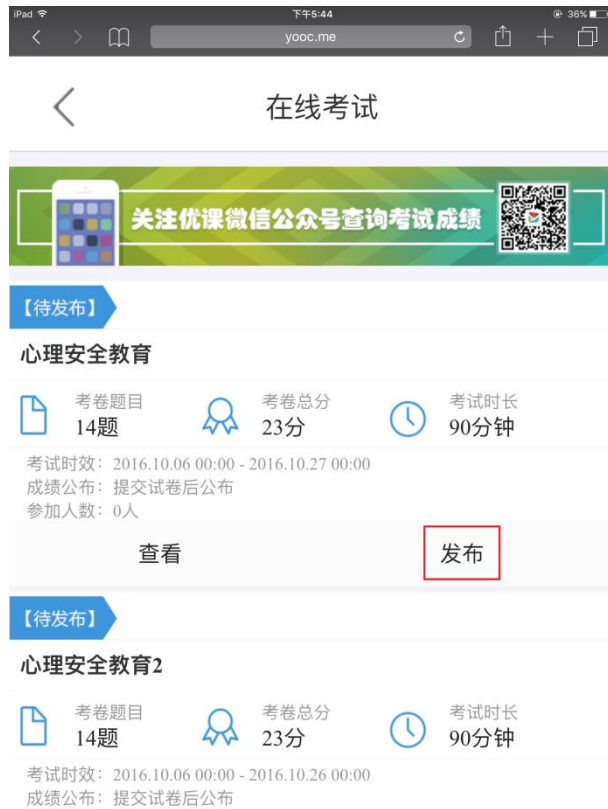 iPad 下午5:44 36%
yooc.me
在线考试
关注优课微信公众号查询考试成绩
【待发布】
心理安全教育
考卷题目 考卷总分 考试时长
14题 23分 90分钟
考试时效：2016.10.06 00:00 - 2016.10.27 00:00
成绩公布：提交试卷后公布
参加人数：0人
查看 发布
【待发布】
心理安全教育2
考卷题目 考卷总分 考试时长
14题 23分 90分钟
考试时效：2016.10.06 00:00 - 2016.10.26 00:00
成绩公布：提交试卷后公布